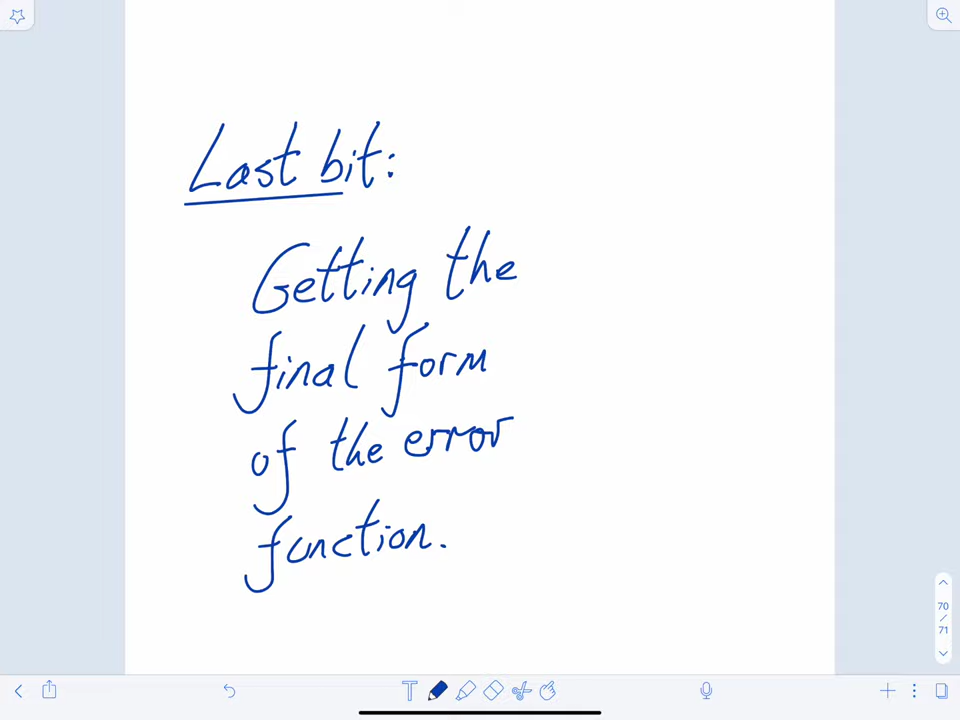 Last bit:
Getting the
final form
of the error
function.
70
/
71
T